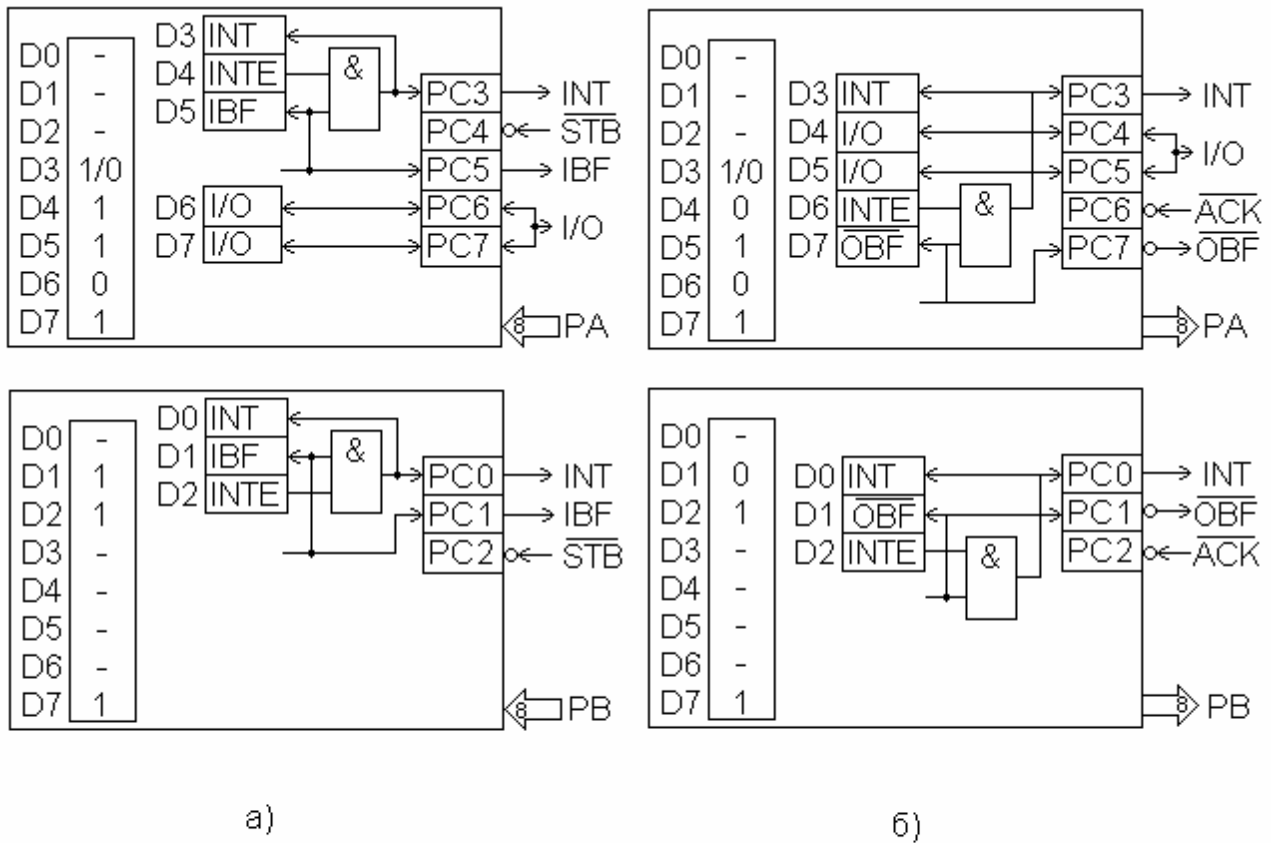 D0 -
D1 -
D2 -
D3 1/0
D4 1
D5 1
D6 0
D7 1
D3 INT
D4 INTE
D5 IBF
D6 I/O
D7 I/O
&
PC3 INT
PC4 STB
PC5 IBF
PC6
PC7
I/O
8 PA
D0 -
D1 -
D2 -
D3 1/0
D4 0
D5 1
D6 0
D7 1
D3 INT
D4 I/O
D5 I/O
D6 INTE
D7 OBF
&
PC3 INT
PC4
PC5
I/O
PC6 ACK
PC7 OBF
8 PA
D0 -
D1 1
D2 1
D3 -
D4 -
D5 -
D6 -
D7 1
D0 INT
D1 IBF
D2 INTE
&
PC0 INT
PC1 IBF
PC2 STB
8 PB
D0 -
D1 0
D2 1
D3 -
D4 -
D5 -
D6 -
D7 1
D0 INT
D1 OBF
D2 INTE
&
PC0 INT
PC1 OBF
PC2 ACK
8 PB
а)
б)